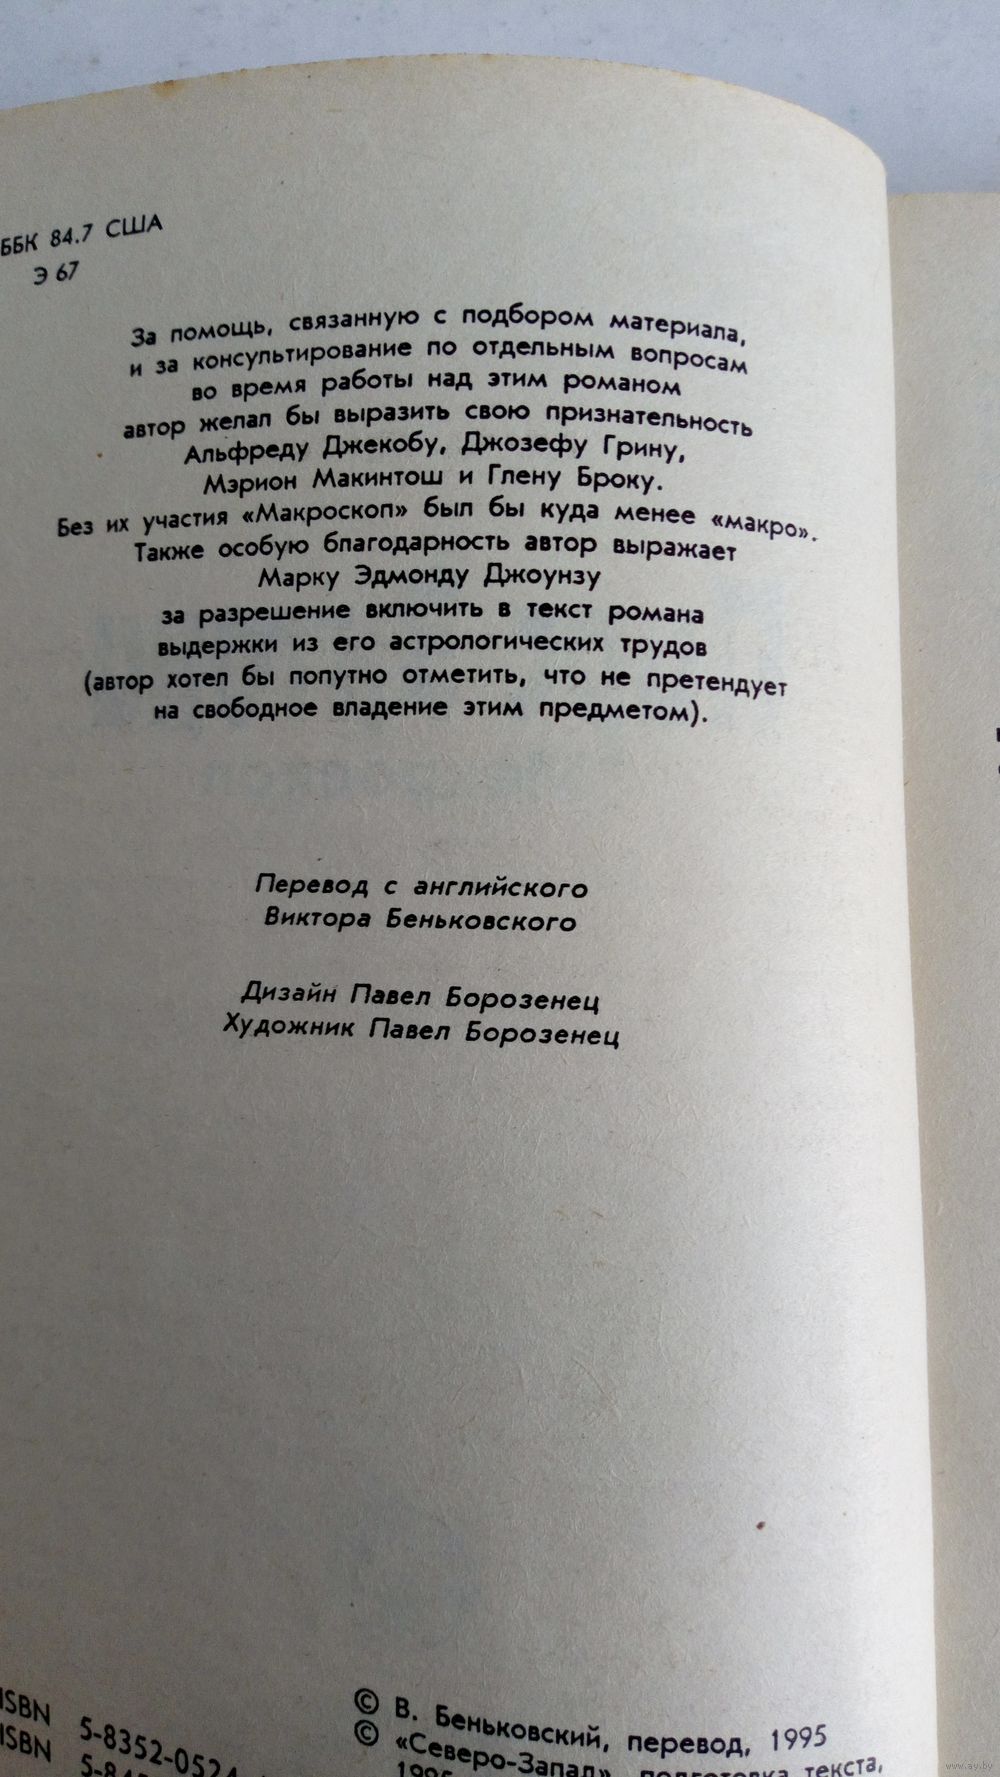 ББК 84.7 США
Э 67
За помощь, связанную с подбором материала,
и за консультирование по отдельным вопросам
во время работы над этим романом
автор желал бы выразить свою признательность
Альфреду Джекобу, Джозефу Грину,
Мэрион Макинтош и Глену Броку.
Без их участия «Макроскоп» был бы куда менее «макро».
Также особую благодарность автор выражает
Марку Эдмонду Джоунзу
за разрешение включить в текст романа
выдержки из его астрологических трудов
(автор хотел бы попутно отметить, что не претендует
на свободное владение этим предметом).
Перевод с английского
Виктора Беньковского
Дизайн Павел Борозенец
Художник Павел Борозенец
ISBN 5-8352-0524
ISBN
© В. Беньковский, перевод, 1995
© «Северо-Запад», подготовка текста,
1995
www.ay.by